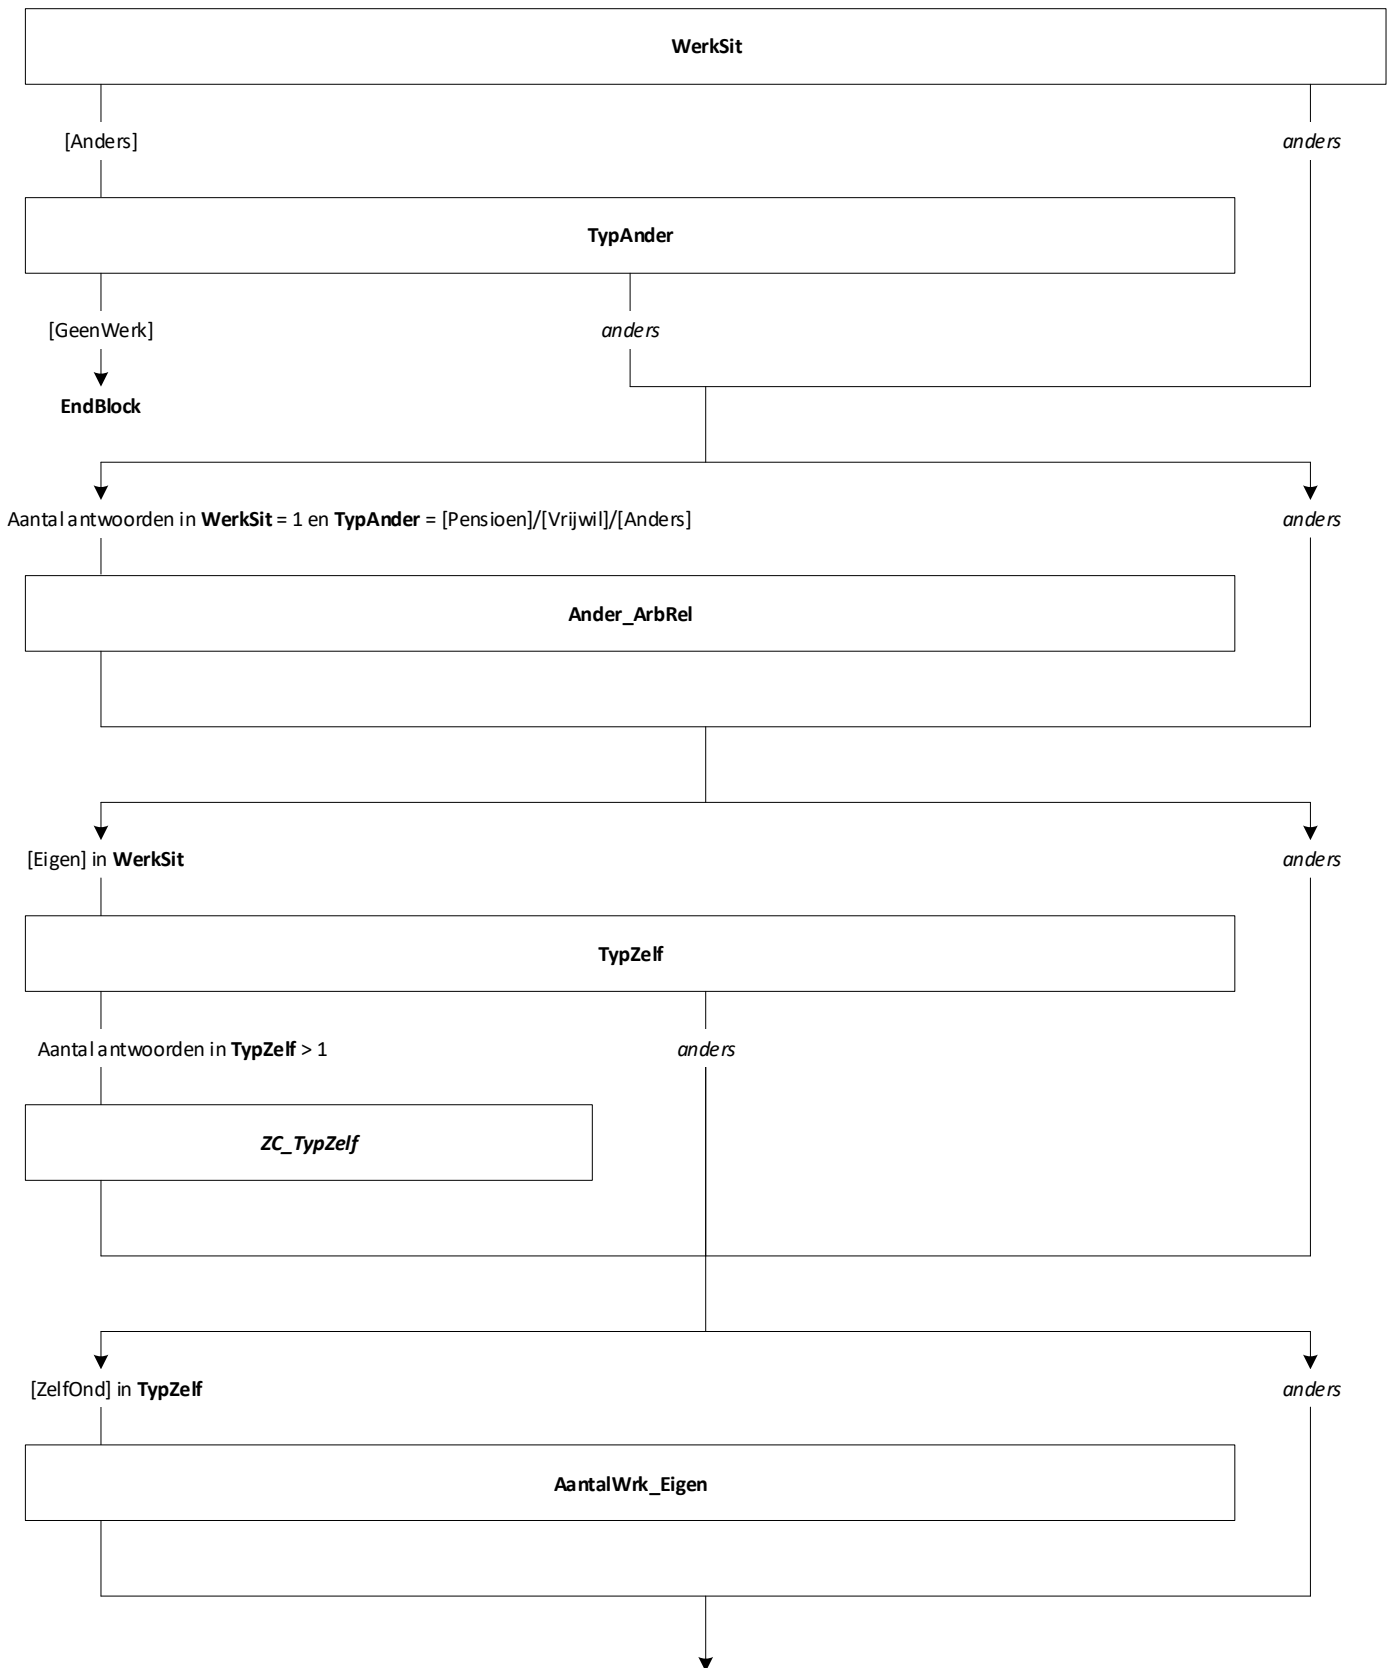 WerkSit
[Anders]
anders
TypAnder
[GeenWerk]
anders
EndBlock
Aantal antwoorden in WerkSit = 1 en TypAnder = [Pensioen]/[Vrijwil]/[Anders]
anders
Ander_ArbRel
[Eigen] in WerkSit
anders
TypZelf
Aantal antwoorden in TypZelf > 1
anders
ZC_TypZelf
[ZelfOnd] in TypZelf
anders
AantalWrk_Eigen